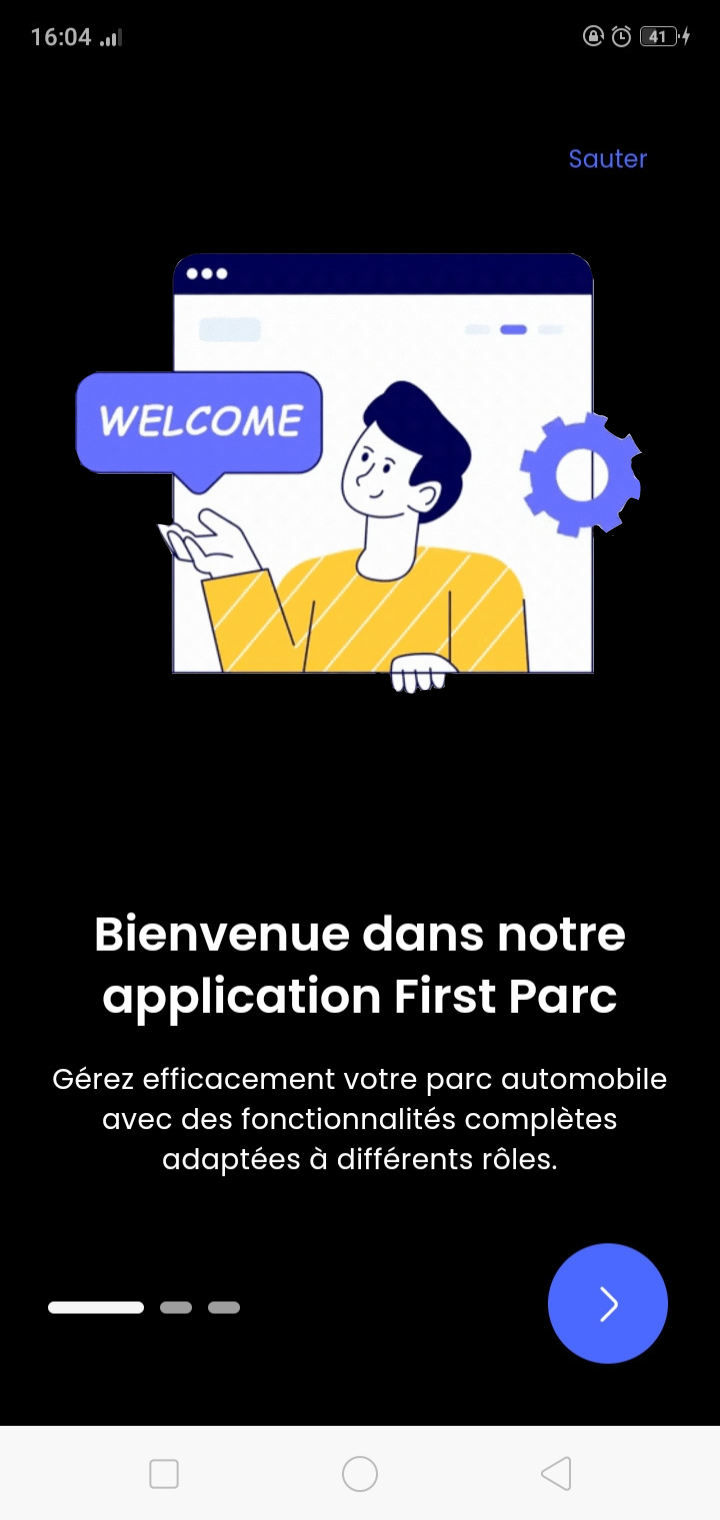 16:04
41
Sauter
WELCOME
Bienvenue dans notre
application First Parc
Gérez efficacement votre parc automobile
avec des fonctionnalités complètes
adaptées à différents rôles.